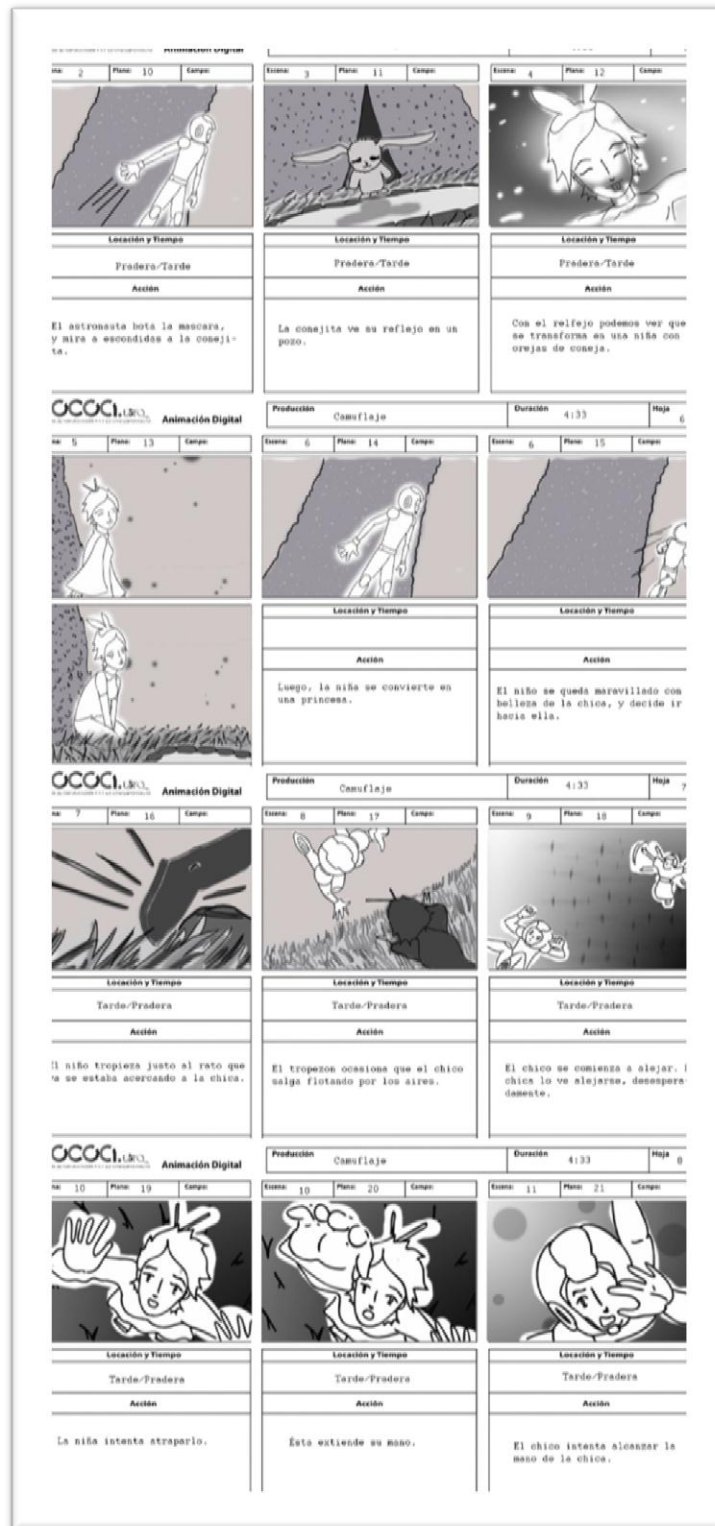 Animación Digital
Escena: 2 Plano: 10 Campo:
Escena: 3 Plano: 11 Campo:
Escena: 4 Plano: 12 Campo:
Locación y Tiempo
Locación y Tiempo
Locación y Tiempo
Pradera/Tarde
Pradera/Tarde
Pradera/Tarde
Acción
Acción
Acción
El astronauta bota la mascara,
y mira a escondidas a la coneji-
ta.
La conejita ve su reflejo en un
pozo.
Con el relfejo podemos ver que
se transforma en una niña con
orejas de coneja.
Animación Digital
Producción Camuflaje
Duración 4:33
Hoja 6
5 Plano: 13 Campo:
Escena: 6 Plano: 14 Campo:
Escena: 6 Plano: 15 Campo:
Locación y Tiempo
Locación y Tiempo
Acción
Acción
Luego, la niña se convierte en
una princesa.
El niño se queda maravillado con
belleza de la chica, y decide ir
hacia ella.
Animación Digital
Producción Camuflaje
Duración 4:33
Hoja 7
7 Plano: 16 Campo:
Escena: 8 Plano: 17 Campo:
Escena: 9 Plano: 18 Campo:
Locación y Tiempo
Locación y Tiempo
Locación y Tiempo
Tarde/Pradera
Tarde/Pradera
Tarde/Pradera
Acción
Acción
Acción
El niño tropieza justo al rato que
ya se estaba acercando a la chica.
El tropezon ocasiona que el chico
salga flotando por los aires.
El chico se comienza a alejar.
chica lo ve alejarse, desespera
damente.
Animación Digital
Producción Camuflaje
Duración 4:33
Hoja 8
10 Plano: 19 Campo:
Escena: 10 Plano: 20 Campo:
Escena: 11 Plano: 21 Campo:
Locación y Tiempo
Locación y Tiempo
Locación y Tiempo
Tarde/Pradera
Tarde/Pradera
Tarde/Pradera
Acción
Acción
Acción
La niña intenta atraparlo.
Ésta extiende su mano.
El chico intenta alcanzar la
mano de la chica.